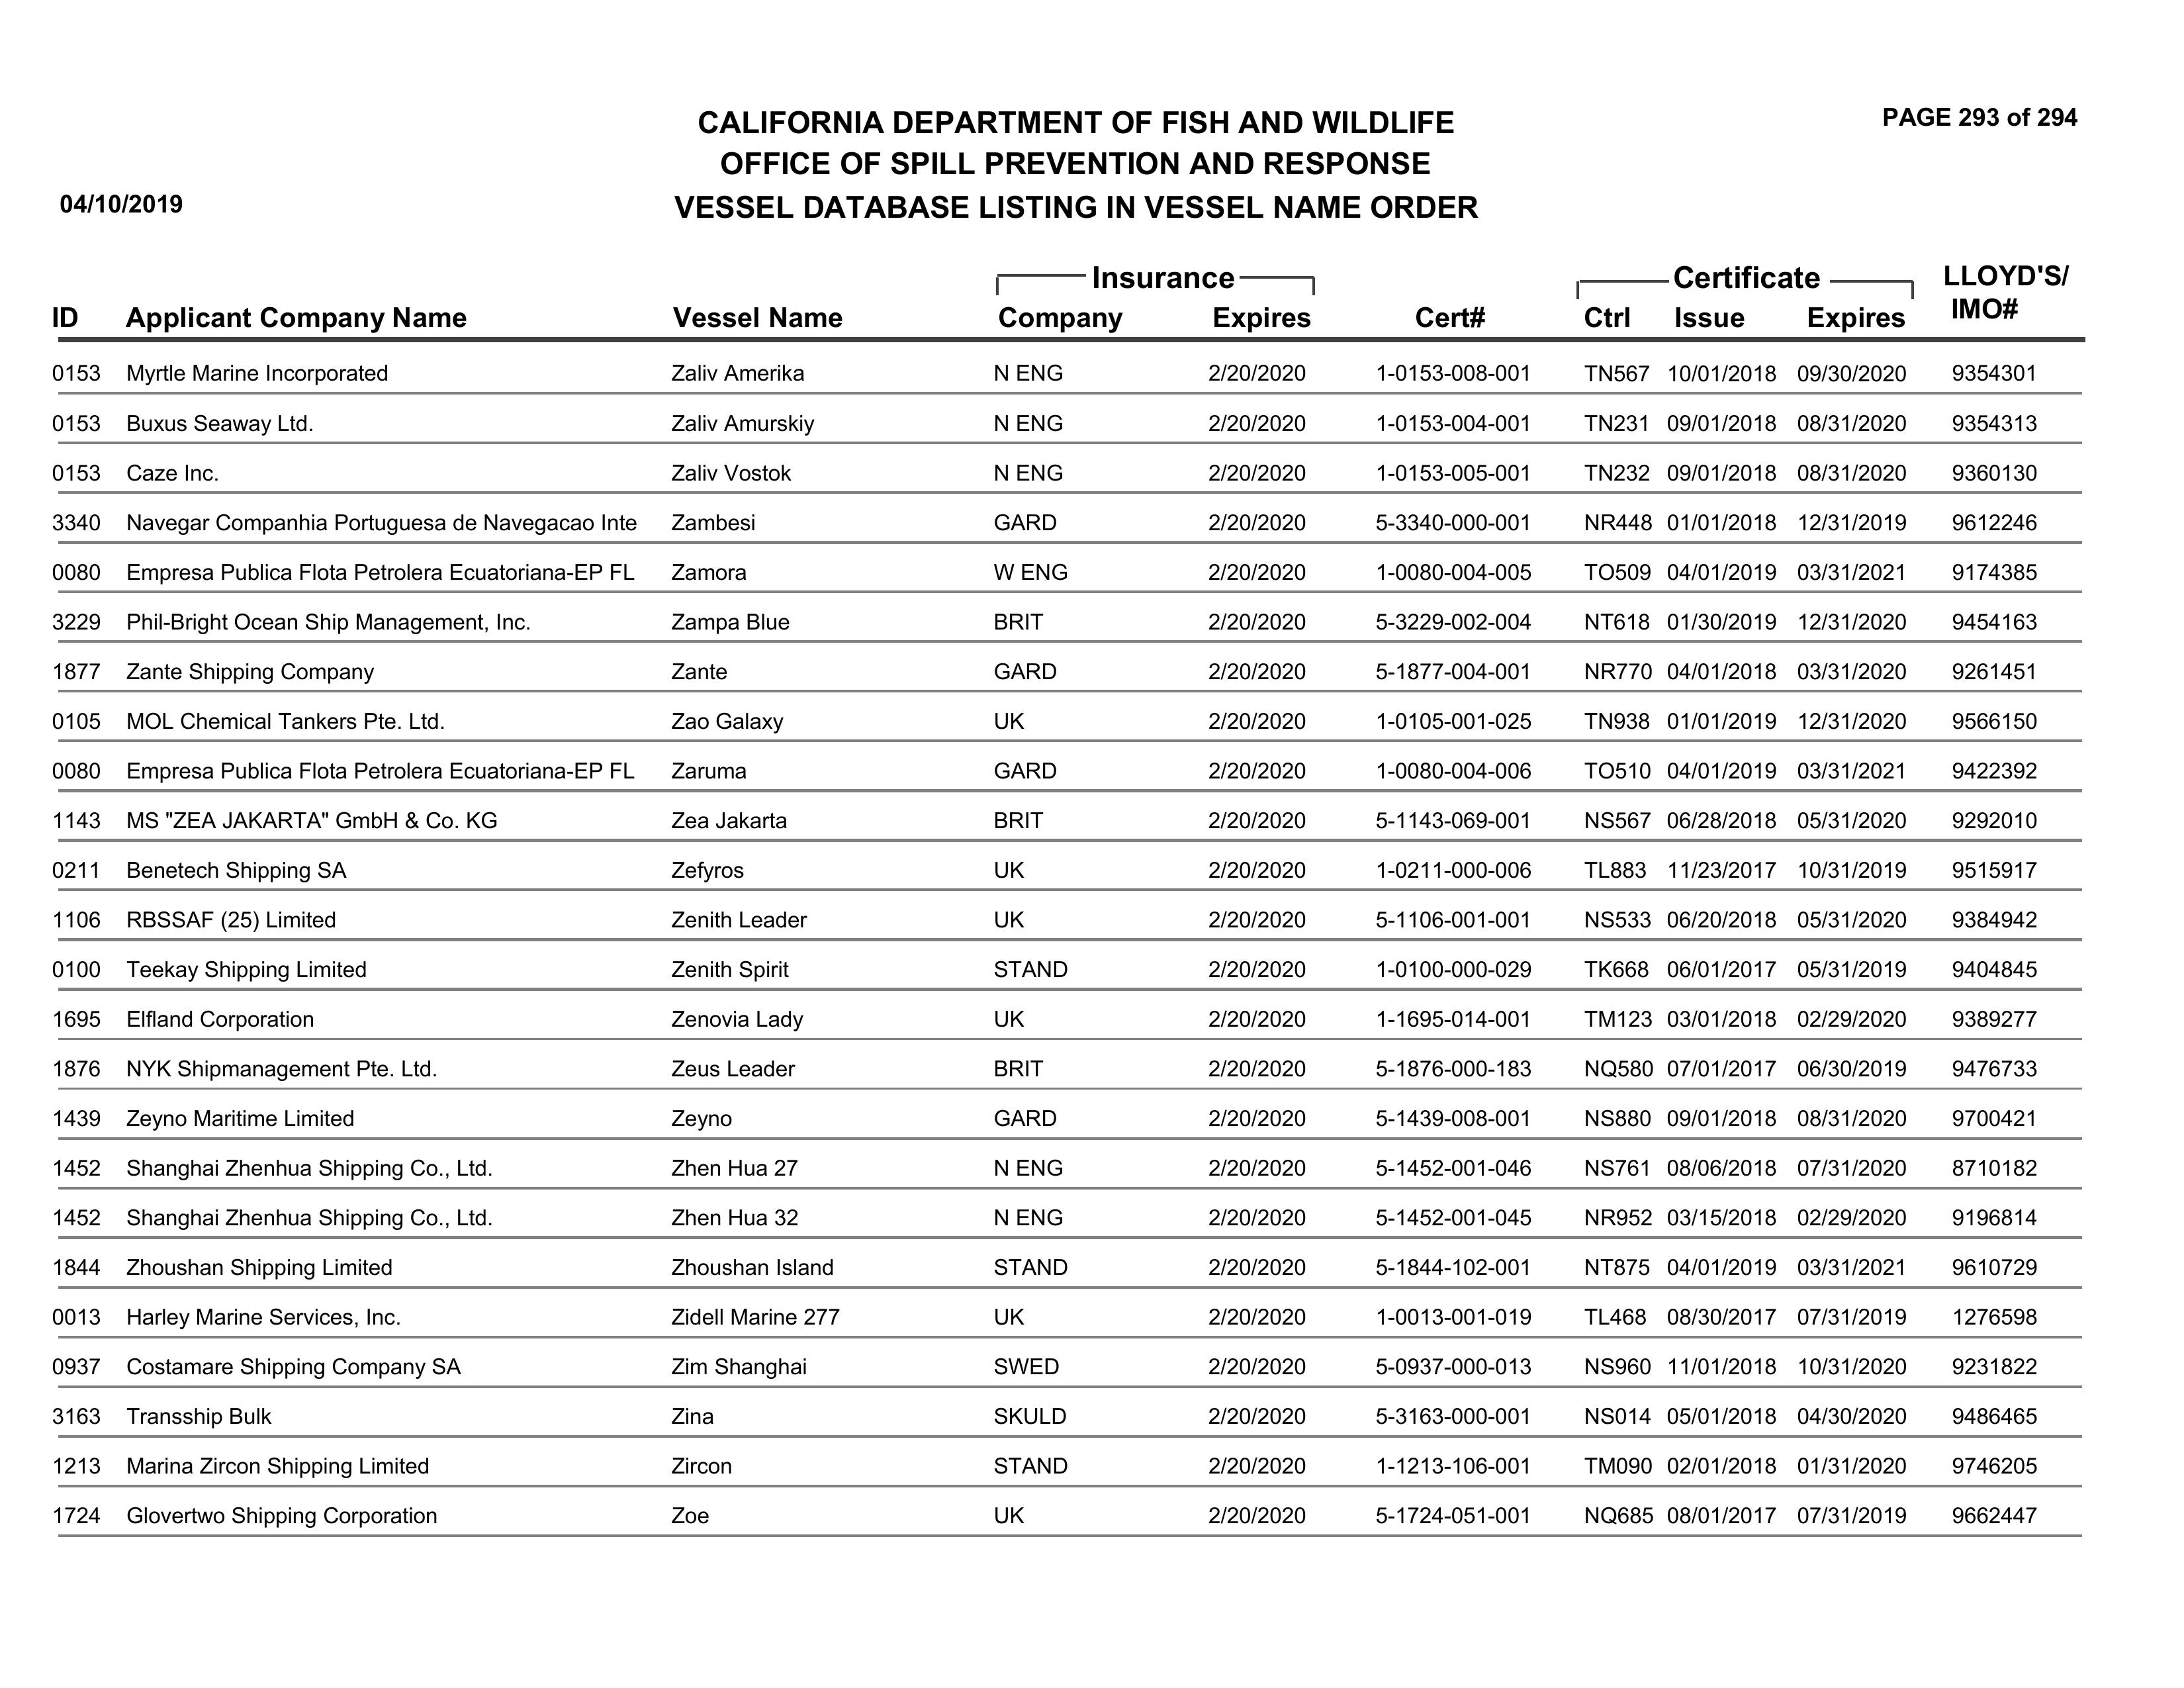 CALIFORNIA DEPARTMENT OF FISH AND WILDLIFE
PAGE 293 of 294
OFFICE OF SPILL PREVENTION AND RESPONSE
04/10/2019
VESSEL DATABASE LISTING IN VESSEL NAME ORDER
Insurance Certificate LLOYD'S/
ID Applicant Company Name Vessel Name Company Expires Cert# Ctrl Issue Expires IMO#
0153 Myrtle Marine Incorporated Zaliv Amerika N ENG 2/20/2020 1-0153-008-001 TN567 10/01/2018 09/30/2020 9354301
0153 Buxus Seaway Ltd. Zaliv Amurskiy N ENG 2/20/2020 1-0153-004-001 TN231 09/01/2018 08/31/2020 9354313
0153 Caze Inc. Zaliv Vostok N ENG 2/20/2020 1-0153-005-001 TN232 09/01/2018 08/31/2020 9360130
3340 Navegar Companhia Portuguesa de Navegacao Inte Zambesi GARD 2/20/2020 5-3340-000-001 NR448 01/01/2018 12/31/2019 9612246
0080 Empresa Publica Flota Petrolera Ecuatoriana-EP FL Zamora W ENG 2/20/2020 1-0080-004-005 TO509 04/01/2019 03/31/2021 9174385
3229 Phil-Bright Ocean Ship Management, Inc. Zampa Blue BRIT 2/20/2020 5-3229-002-004 NT618 01/30/2019 12/31/2020 9454163
1877 Zante Shipping Company Zante GARD 2/20/2020 5-1877-004-001 NR770 04/01/2018 03/31/2020 9261451
0105 MOL Chemical Tankers Pte. Ltd. Zao Galaxy UK 2/20/2020 1-0105-001-025 TN938 01/01/2019 12/31/2020 9566150
0080 Empresa Publica Flota Petrolera Ecuatoriana-EP FL Zaruma GARD 2/20/2020 1-0080-004-006 TO510 04/01/2019 03/31/2021 9422392
1143 MS "ZEA JAKARTA" GmbH & Co. KG Zea Jakarta BRIT 2/20/2020 5-1143-069-001 NS567 06/28/2018 05/31/2020 9292010
0211 Benetech Shipping SA Zefyros UK 2/20/2020 1-0211-000-006 TL883 11/23/2017 10/31/2019 9515917
1106 RBSSAF (25) Limited Zenith Leader UK 2/20/2020 5-1106-001-001 NS533 06/20/2018 05/31/2020 9384942
0100 Teekay Shipping Limited Zenith Spirit STAND 2/20/2020 1-0100-000-029 TK668 06/01/2017 05/31/2019 9404845
1695 Elfland Corporation Zenovia Lady UK 2/20/2020 1-1695-014-001 TM123 03/01/2018 02/29/2020 9389277
1876 NYK Shipmanagement Pte. Ltd. Zeus Leader BRIT 2/20/2020 5-1876-000-183 NQ580 07/01/2017 06/30/2019 9476733
1439 Zeyno Maritime Limited Zeyno GARD 2/20/2020 5-1439-008-001 NS880 09/01/2018 08/31/2020 9700421
1452 Shanghai Zhenhua Shipping Co., Ltd. Zhen Hua 27 N ENG 2/20/2020 5-1452-001-046 NS761 08/06/2018 07/31/2020 8710182
1452 Shanghai Zhenhua Shipping Co., Ltd. Zhen Hua 32 N ENG 2/20/2020 5-1452-001-045 NR952 03/15/2018 02/29/2020 9196814
1844 Zhoushan Shipping Limited Zhoushan Island STAND 2/20/2020 5-1844-102-001 NT875 04/01/2019 03/31/2021 9610729
0013 Harley Marine Services, Inc. Zidell Marine 277 UK 2/20/2020 1-0013-001-019 TL468 08/30/2017 07/31/2019 1276598
0937 Costamare Shipping Company SA Zim Shanghai SWED 2/20/2020 5-0937-000-013 NS960 11/01/2018 10/31/2020 9231822
3163 Transship Bulk Zina SKULD 2/20/2020 5-3163-000-001 NS014 05/01/2018 04/30/2020 9486465
1213 Marina Zircon Shipping Limited Zircon STAND 2/20/2020 1-1213-106-001 TM090 02/01/2018 01/31/2020 9746205
1724 Glovertwo Shipping Corporation Zoe UK 2/20/2020 5-1724-051-001 NQ685 08/01/2017 07/31/2019 9662447